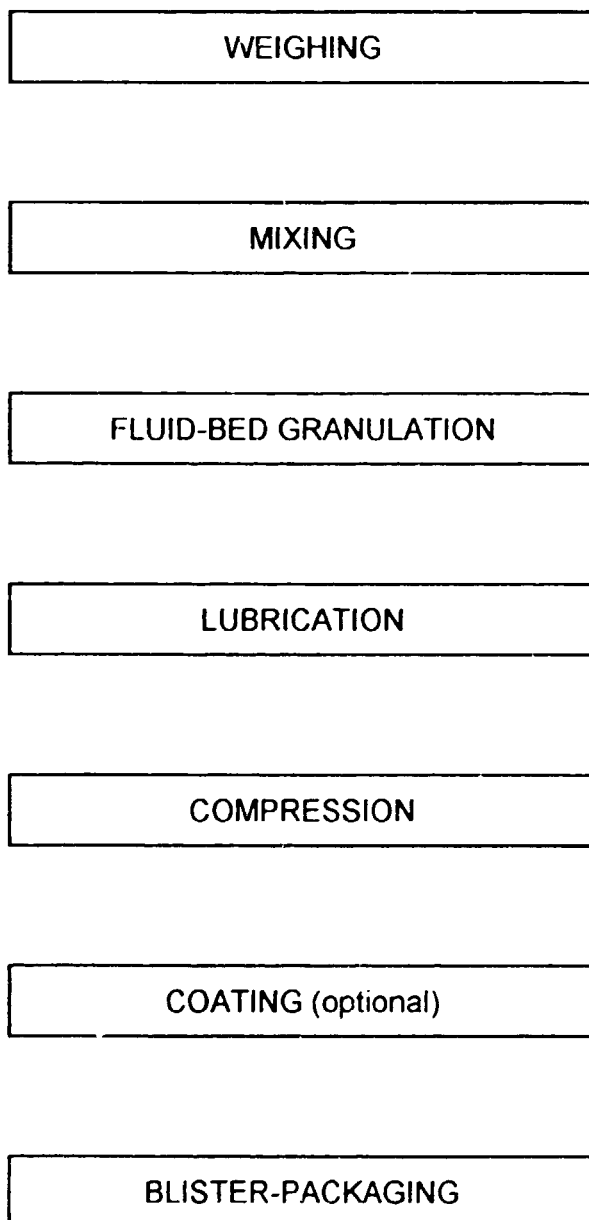 WEIGHING
MIXING
FLUID-BED GRANULATION
LUBRICATION
COMPRESSION
COATING (optional)
BLISTER-PACKAGING